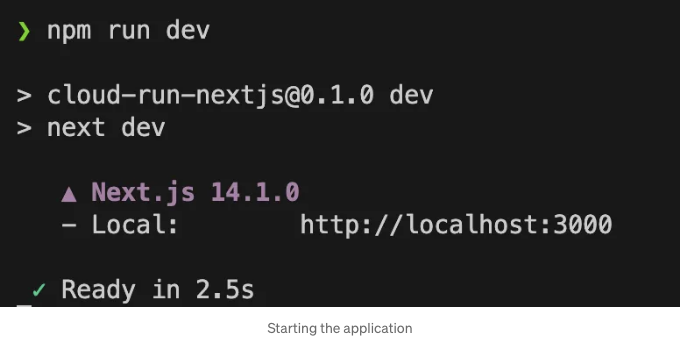 ❯ npm run dev
> cloud-run-nextjs@0.1.0 dev
> next dev
▲ Next.js 14.1.0
- Local: http://localhost:3000
✓ Ready in 2.5s
Starting the application